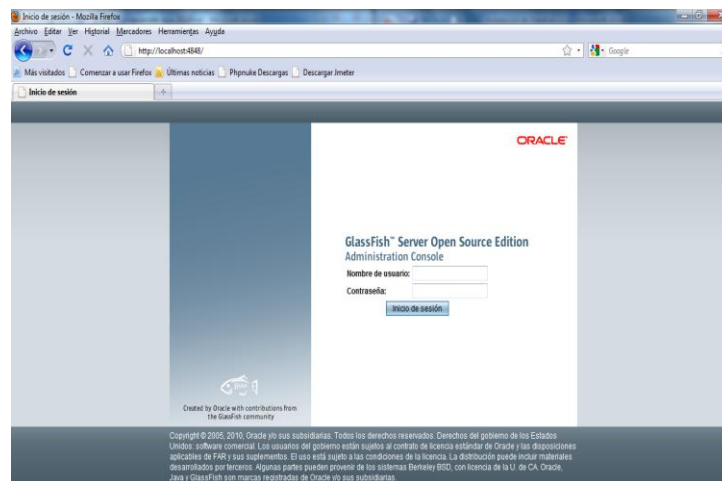 Inicio de sesión - Mozilla Firefox
Archivo Editar Ver Historial Marcadores Herramientas Ayuda
http://localhost:4848/
Google
Más visitados Comenzar a usar Firefox Últimas noticias Phpnuke Descargas Descargar Jmeter
Inicio de sesión
ORACLE
GlassFish™ Server Open Source Edition
Administration Console
Nombre de usuario:
Contraseña:
Inicio de sesión
Created by Oracle with contributions from
the GlassFish community
Copyright © 2005, 2010, Oracle y/o sus subsidiarias. Todos los derechos reservados. Derechos del gobierno de los Estados
Unidos: software comercial. Los usuarios del gobierno están sujetos al contrato de licencia estándar de Oracle y las disposiciones
aplicables de FAR y sus suplementos. El uso está sujeto a las condiciones de la licencia. La distribución puede incluir materiales
desarrollados por terceros. Algunas partes pueden provenir de los sistemas Berkeley BSD, con licencia de la U. de CA. Oracle,
Java y GlassFish son marcas registradas de Oracle y/o sus subsidiarias.